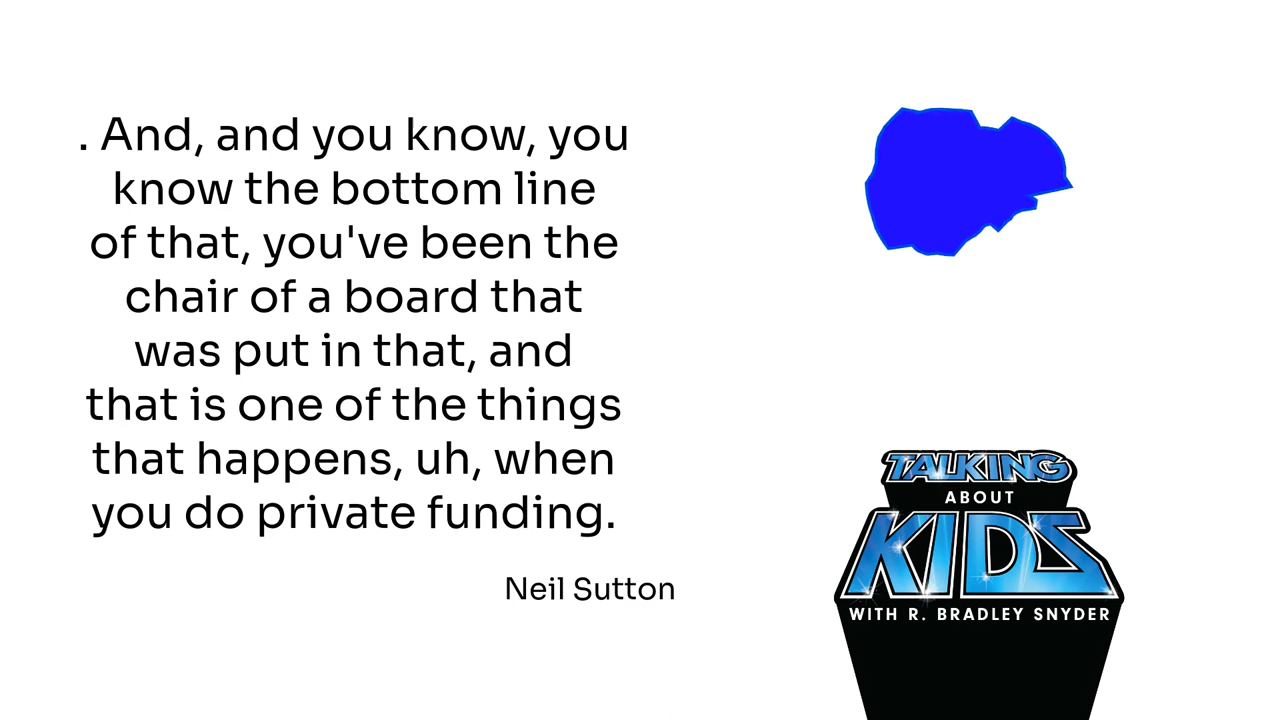 . And, and you know, you
know the bottom line
of that, you've been the
chair of a board that
was put in that, and
that is one of the things
that happens, uh, when
you do private funding.
Neil Sutton
TALKING
ABOUT
KIDS
WITH R. BRADLEY SNYDER